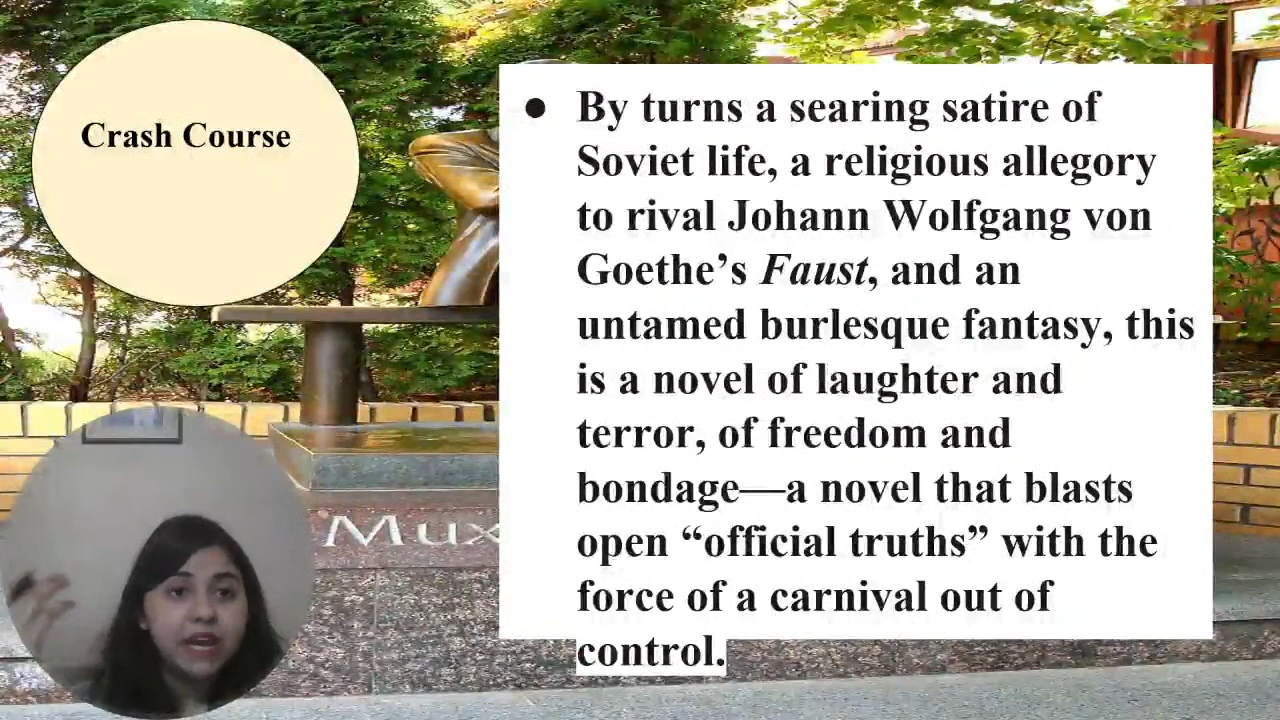 Crash Course
● By turns a searing satire of
Soviet life, a religious allegory
to rival Johann Wolfgang von
Goethe’s Faust, and an
untamed burlesque fantasy, this
is a novel of laughter and
terror, of freedom and
bondage—a novel that blasts
open “official truths” with the
force of a carnival out of
control.
Мих